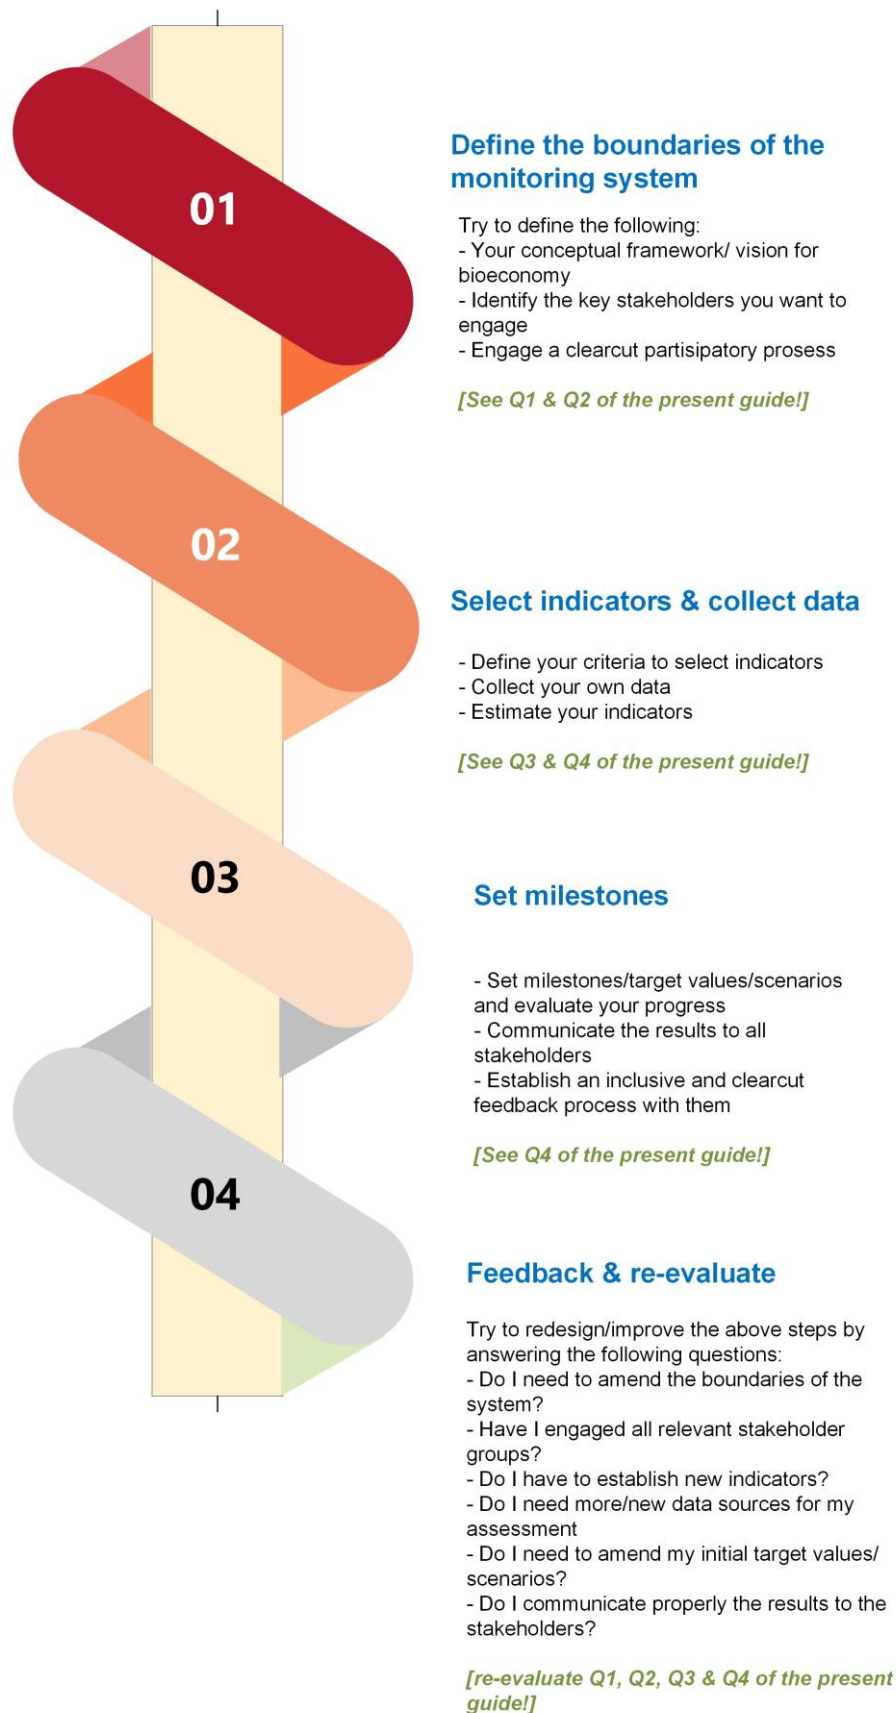 01
Define the boundaries of the
monitoring system
Try to define the following:
- Your conceptual framework/ vision for
bioeconomy
- Identify the key stakeholders you want to
engage
- Engage a clearcut partisipatory prosess
[See Q1 & Q2 of the present guide!]
02
Select indicators & collect data
- Define your criteria to select indicators
- Collect your own data
- Estimate your indicators
[See Q3 & Q4 of the present guide!]
03
Set milestones
- Set milestones/target values/scenarios
and evaluate your progress
- Communicate the results to all
stakeholders
- Establish an inclusive and clearcut
feedback process with them
[See Q4 of the present guide!]
04
Feedback & re-evaluate
Try to redesign/improve the above steps by
answering the following questions:
- Do I need to amend the boundaries of the
system?
- Have I engaged all relevant stakeholder
groups?
- Do I have to establish new indicators?
- Do I need more/new data sources for my
assessment
- Do I need to amend my initial target values/
scenarios?
- Do I communicate properly the results to the
stakeholders?
[re-evaluate Q1, Q2, Q3 & Q4 of the present
guide!]